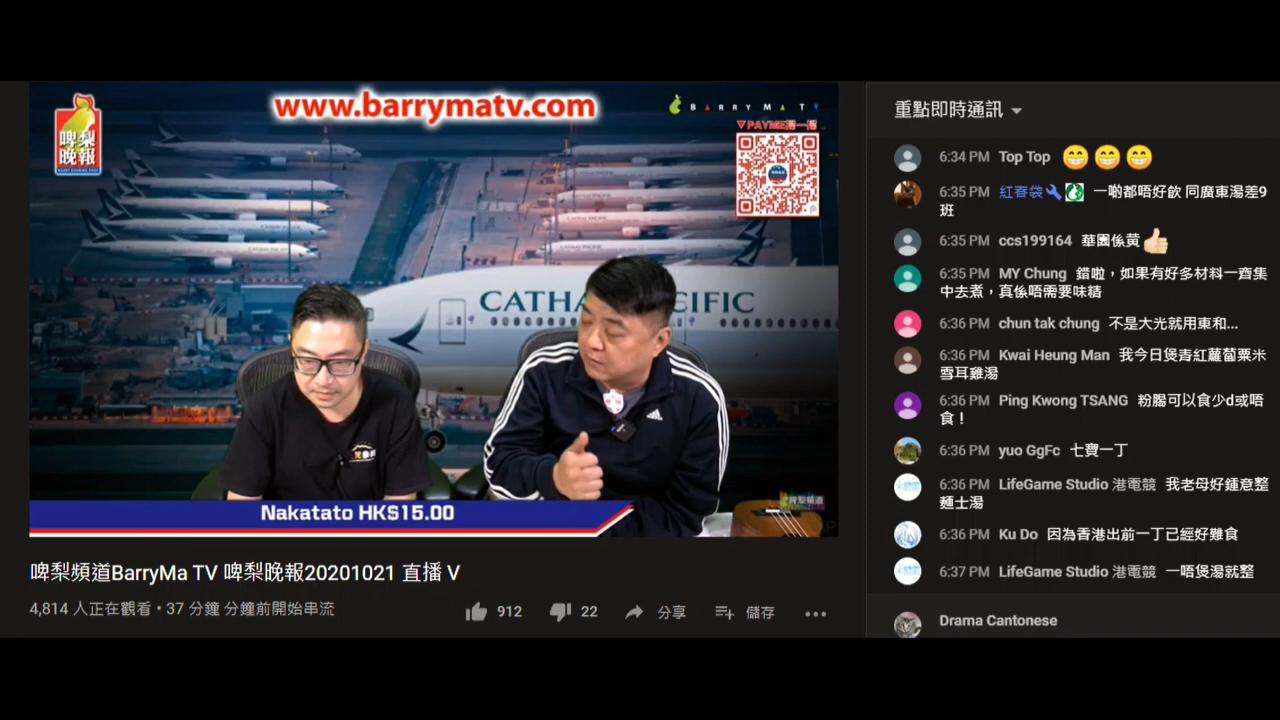 www.barrymatv.com
啤梨
晚報
BARRYMATV
▼PAYME掃一掃
CATHAY PACIFIC
Nakatato HK$15.00
啤梨頻道
啤梨頻道BarryMa TV 啤梨晚報20201021 直播 V
4,814 人正在觀看 • 37 分鐘 分鐘前開始串流
912
22
分享
儲存
重點即時通訊
6:34 PM Top Top 😁😁😁
6:35 PM 紅春袋 一啲都唔好飲 同廣東湯差9
班
6:35 PM ccs199164 華園係黃👍
6:35 PM MY Chung 錯啦,如果有好多材料一齊集
中去煮,真係唔需要味精
6:36 PM chun tak chung 不是大光就用東和...
6:36 PM Kwai Heung Man 我今日煲青紅蘿蔔粟米
雪耳雞湯
6:36 PM Ping Kwong TSANG 粉腸可以食少d或唔
食!
6:36 PM yuo GgFc 七寶一丁
6:36 PM LifeGame Studio 港電競 我老母好鍾意整
麵士湯
6:36 PM Ku Do 因為香港出前一丁已經好難食
6:37 PM LifeGame Studio 港電競 一唔煲湯就整
Drama Cantonese